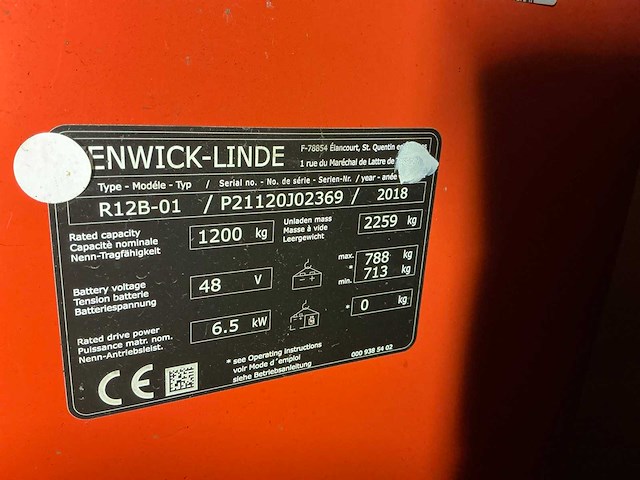 ENWICK-LINDE
F-78854 Élancourt, St. Quentin en
1 rue du Maréchal de Lattre de
Type - Modéle - Typ / Serial no. - No. de série - Serien-Nr. / year - année
R12B-01 / P21120J02369 / 2018
Rated capacity
Capacité nominale
Nenn-Tragfähigkeit
1200 kg
Unladen mass
Masse à vide
Leergewicht
2259 kg
Battery voltage
Tension batterie
Batteriespannung
48 V
- +
max. 788 kg
* min. 713 kg
Rated drive power
Puissance matr. nom.
Nenn-Antriebsleist.
6.5 kW
* 0 kg
* see Operating instructions
voir Mode d´emploi
siehe Betriebsanleitung
000 938 54 02
CE